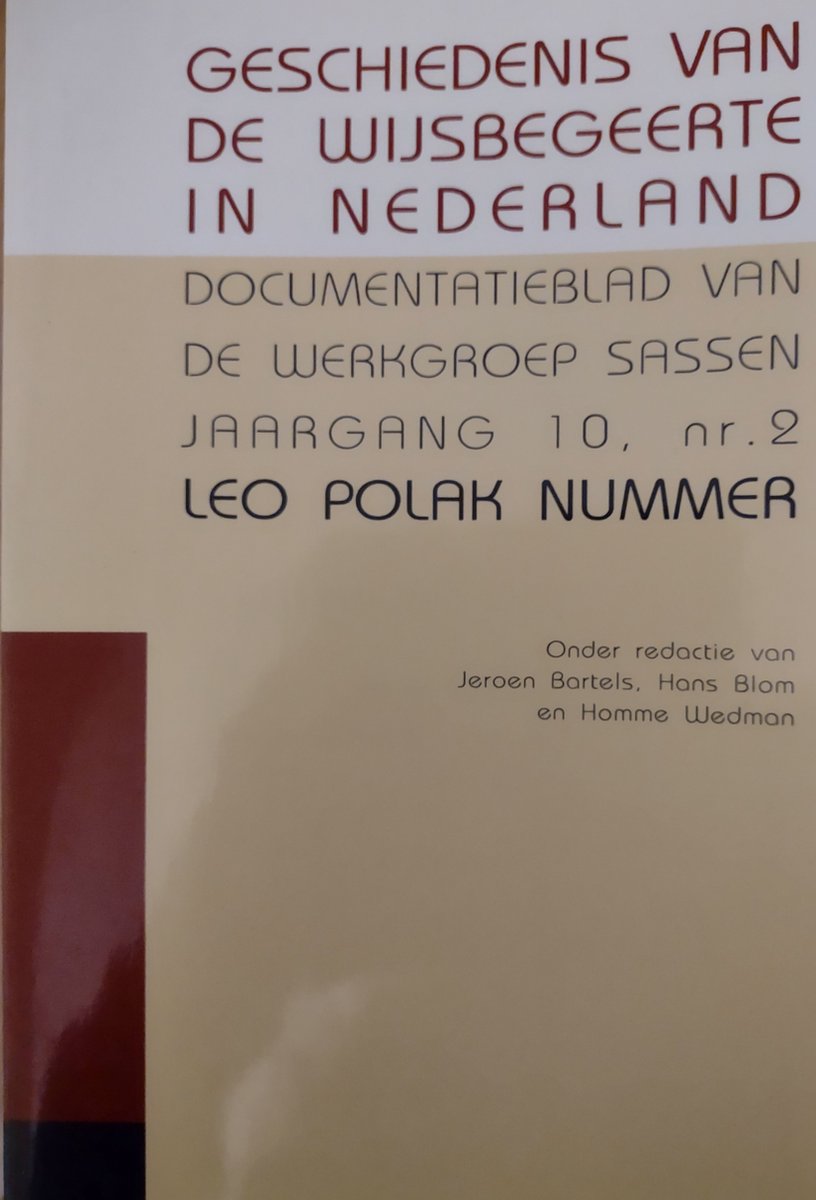 GESCHIEDENIS VAN
DE WIJSBEGEERTE
IN NEDERLAND
DOCUMENTATIEBLAD VAN
DE WERKGROEP SASSEN
JAARGANG 10, nr.2
LEO POLAK NUMMER
Onder redactie van
Jeroen Bartels, Hans Blom
en Homme Wedman